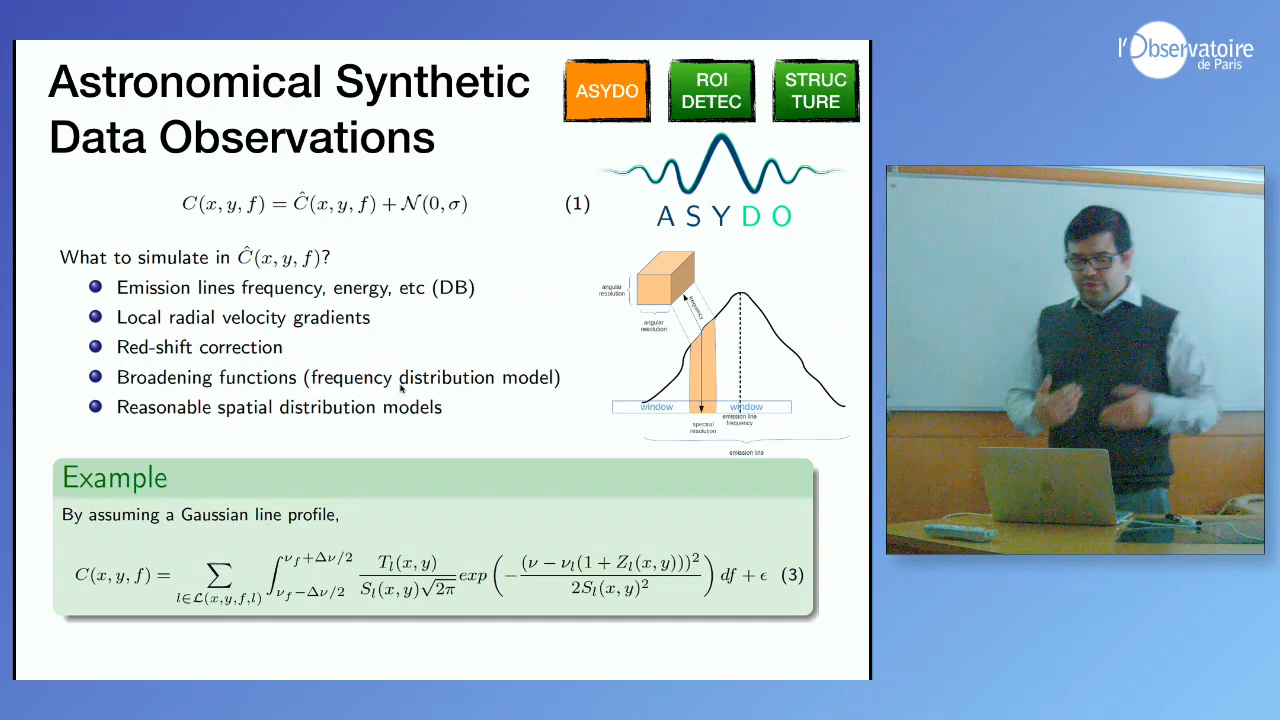 l'Observatoire
de Paris
Astronomical Synthetic
Data Observations
ASYDO
ROI
DETEC
STRUC
TURE
A S Y D O
C(x, y, f) = Ĉ(x, y, f) + 𝒩(0, σ) (1)
What to simulate in Ĉ(x, y, f)?
Emission lines frequency, energy, etc (DB)
Local radial velocity gradients
Red-shift correction
Broadening functions (frequency distribution model)
Reasonable spatial distribution models
angular
resolution
angular
resolution
frequency
window
window
spectral
resolution
emission line
frequency
emission line
Example
By assuming a Gaussian line profile,
C(x, y, f) = ∑_{l∈ℒ(x,y,f,l)} ∫_{ν_f−Δν/2}^{ν_f+Δν/2} T_l(x, y) / (S_l(x, y)√2π) exp(−(ν − ν_l(1 + Z_l(x, y)))² / 2S_l(x, y)²) df + ϵ (3)